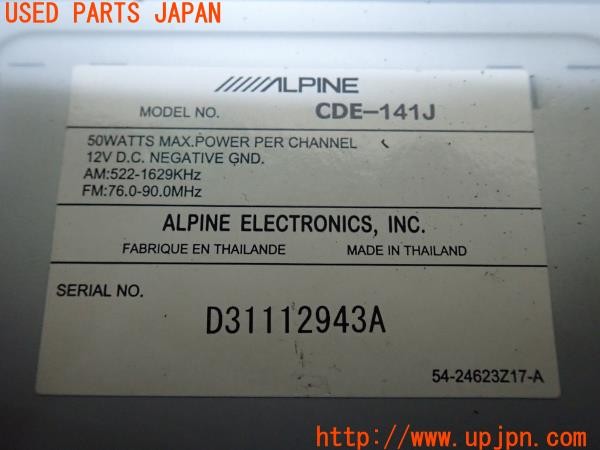 USED PARTS JAPAN
ALPINE
MODEL NO. CDE-141J
50WATTS MAX.POWER PER CHANNEL
12V D.C. NEGATIVE GND.
AM:522-1629KHz
FM:76.0-90.0MHz
ALPINE ELECTRONICS, INC.
FABRIQUE EN THAILANDE MADE IN THAILAND
SERIAL NO.
D31112943A
54-24623Z17-A
http://www.upjpn.com/